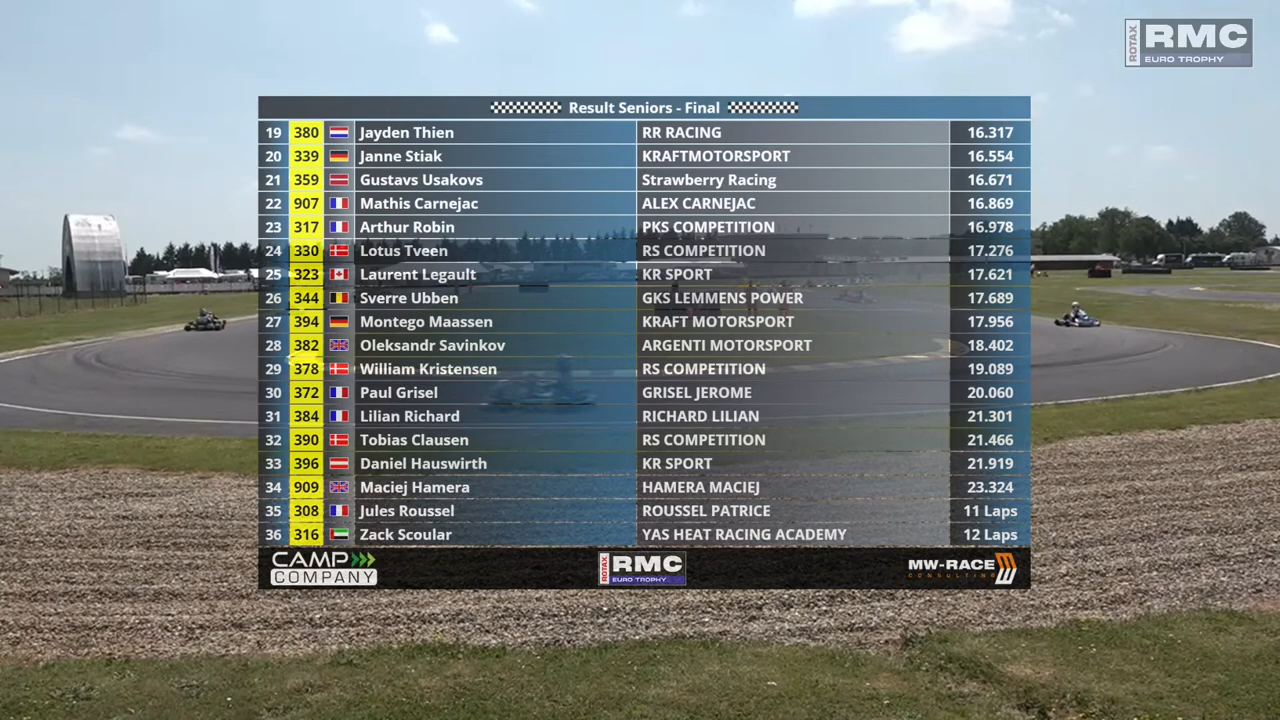 ROTAX RMC
EURO TROPHY
Result Seniors - Final
19 380 Jayden Thien RR RACING 16.317
20 339 Janne Stiak KRAFTMOTORSPORT 16.554
21 359 Gustavs Usakovs Strawberry Racing 16.671
22 907 Mathis Carnejac ALEX CARNEJAC 16.869
23 317 Arthur Robin PKS COMPETITION 16.978
24 330 Lotus Tveen RS COMPETITION 17.276
25 323 Laurent Legault KR SPORT 17.621
26 344 Sverre Ubben GKS LEMMENS POWER 17.689
27 394 Montego Maassen KRAFT MOTORSPORT 17.956
28 382 Oleksandr Savinkov ARGENTI MOTORSPORT 18.402
29 378 William Kristensen RS COMPETITION 19.089
30 372 Paul Grisel GRISEL JEROME 20.060
31 384 Lilian Richard RICHARD LILIAN 21.301
32 390 Tobias Clausen RS COMPETITION 21.466
33 396 Daniel Hauswirth KR SPORT 21.919
34 909 Maciej Hamera HAMERA MACIEJ 23.324
35 308 Jules Roussel ROUSSEL PATRICE 11 Laps
36 316 Zack Scoular YAS HEAT RACING ACADEMY 12 Laps
CAMP
COMPANY
ROTAX RMC
EURO TROPHY
MW-RACE
CONSULTING